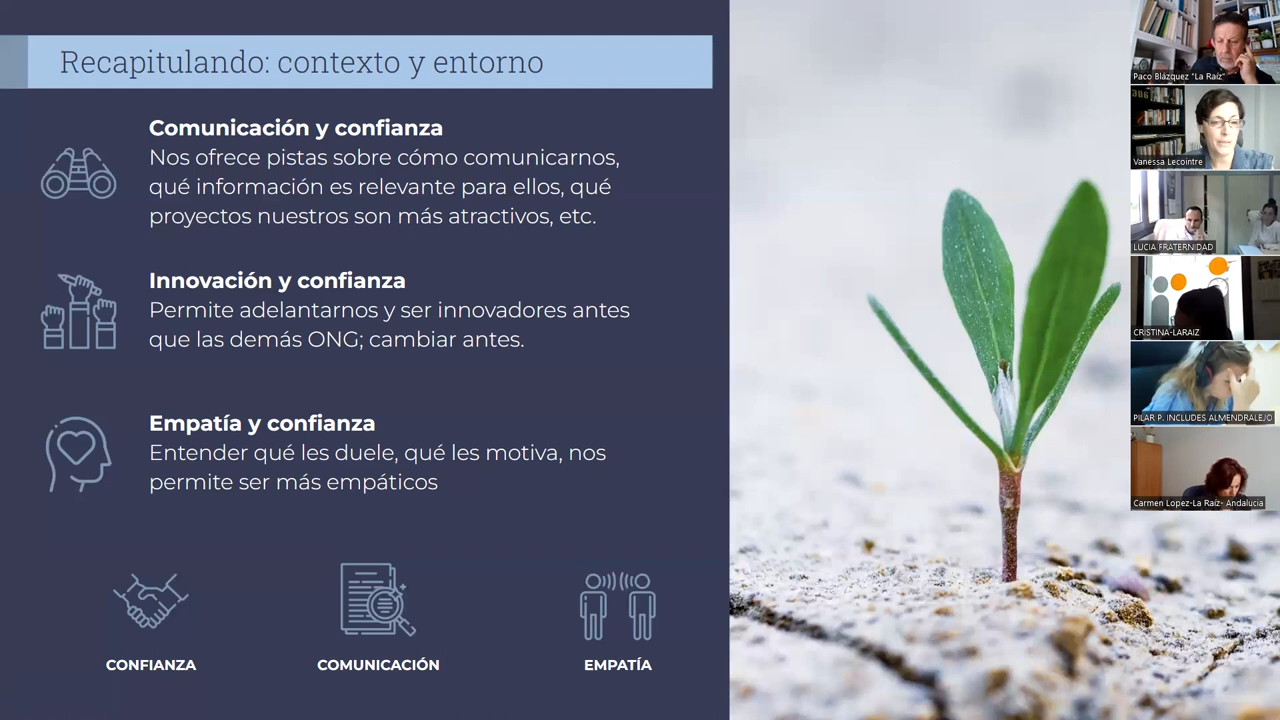 Recapitulando: contexto y entorno
Comunicación y confianza
Nos ofrece pistas sobre cómo comunicarnos,
qué información es relevante para ellos, qué
proyectos nuestros son más atractivos, etc.
Innovación y confianza
Permite adelantarnos y ser innovadores antes
que las demás ONG; cambiar antes.
Empatía y confianza
Entender qué les duele, qué les motiva, nos
permite ser más empáticos
CONFIANZA
COMUNICACIÓN
EMPATÍA
Paco Blázquez "La Raíz"
Vanessa Lecointre
LUCIA FRATERNIDAD
CRISTINA-LARAIZ
PILAR P. INCLUDES ALMENDRALEJO
Carmen Lopez-La Raíz- Andalucia